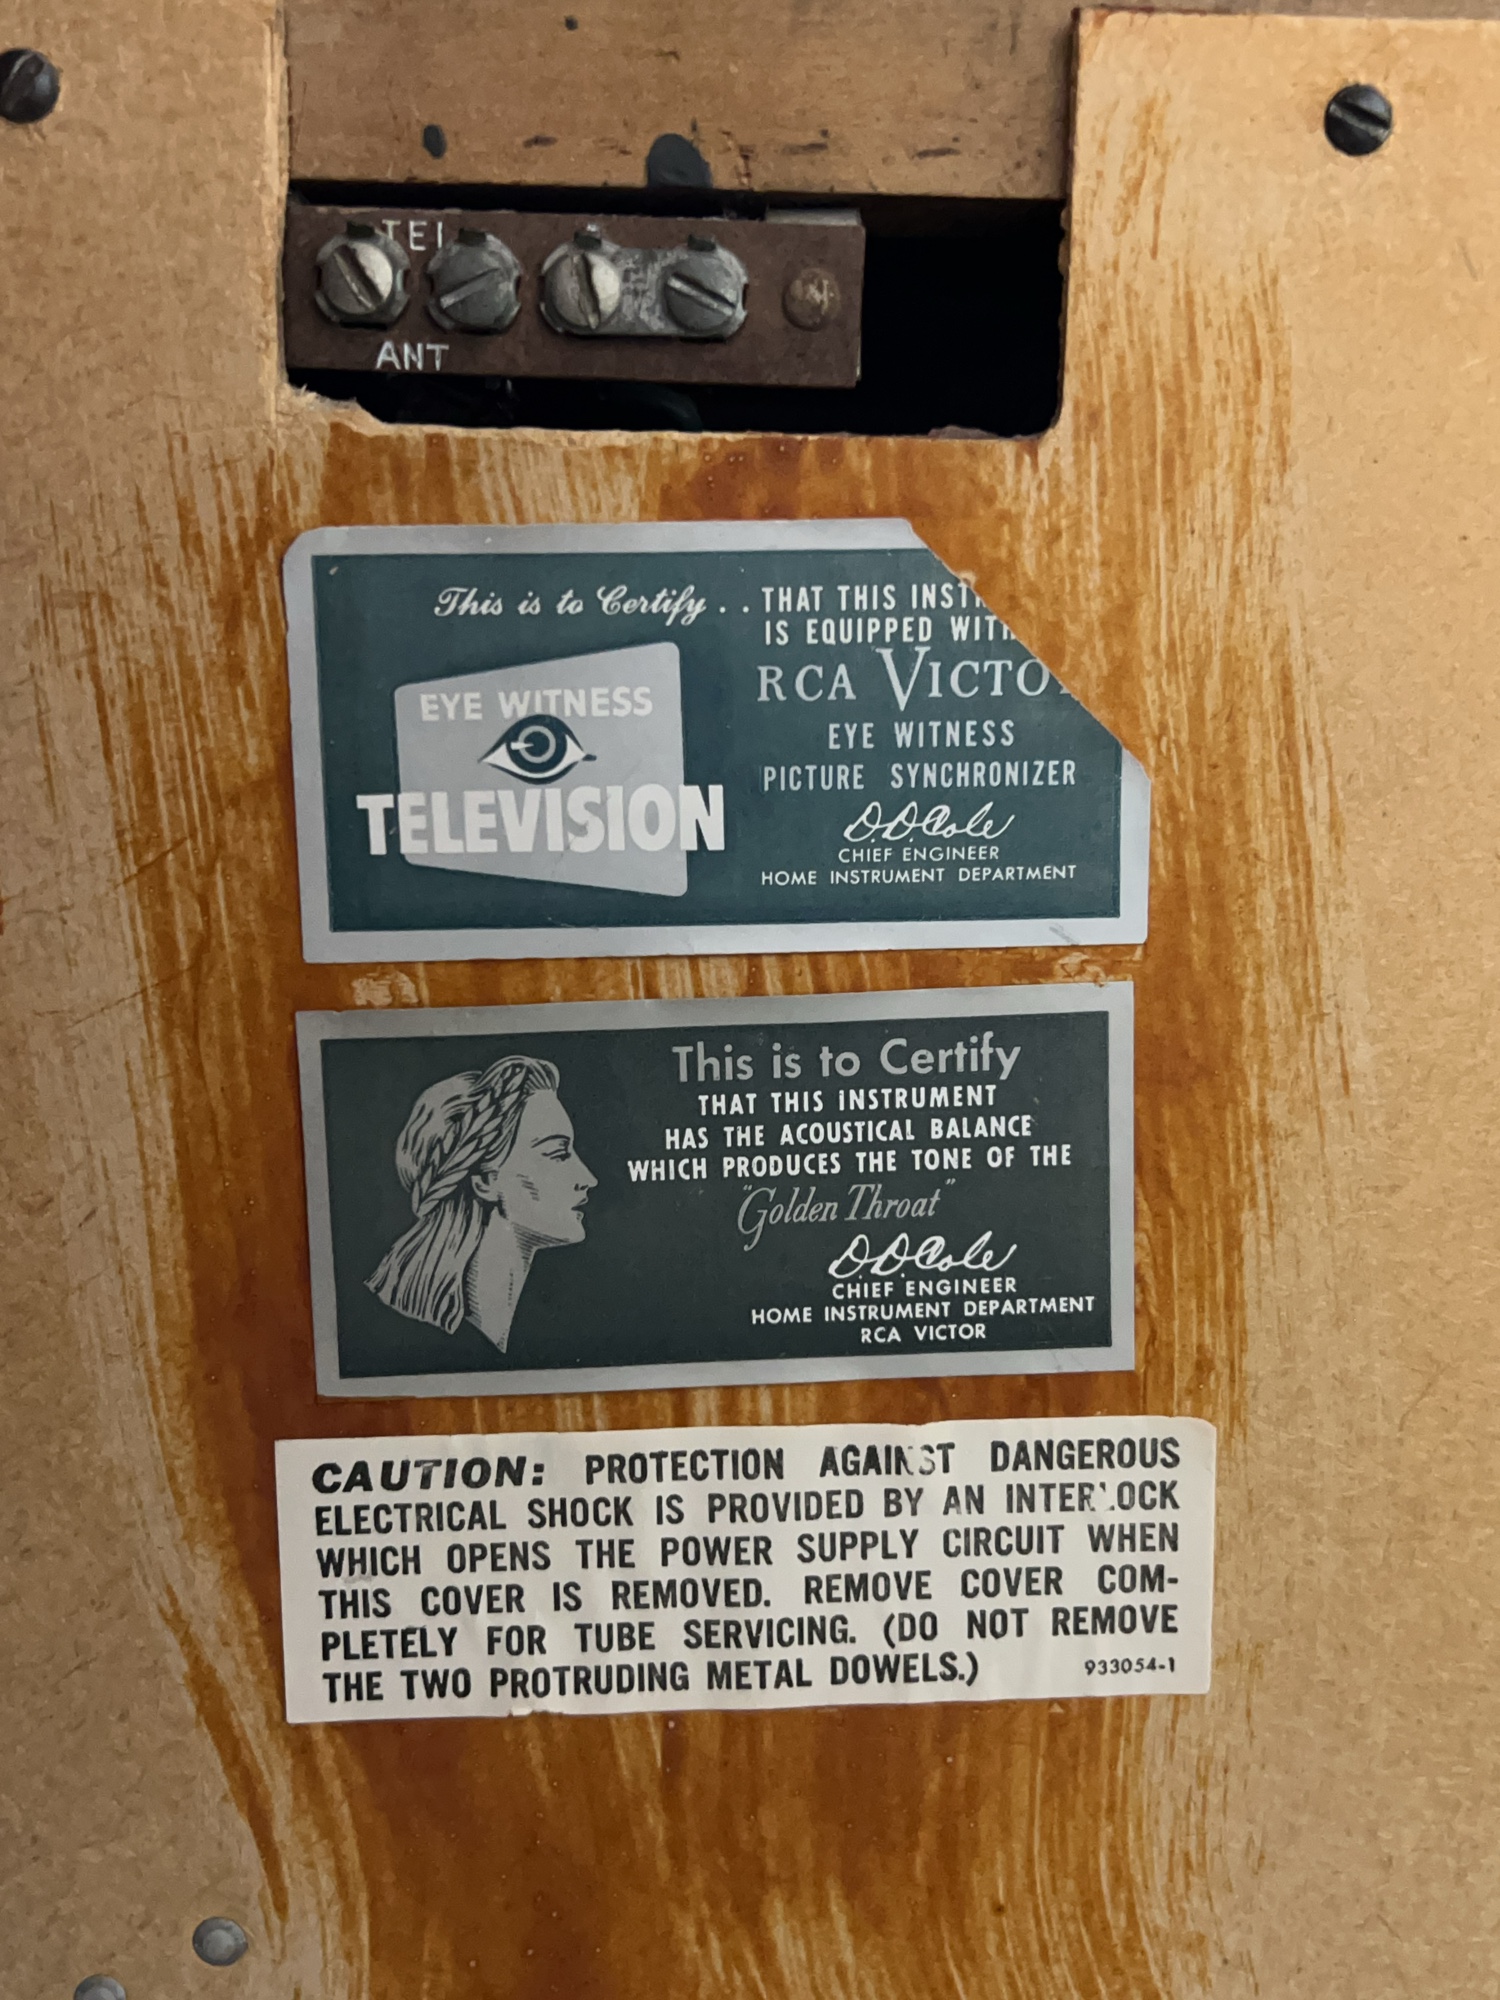 ANT
This is to Certify . . THAT THIS
IS EQUIPPED
RCA
EYE WITNESS
TELEVISION
EYE WITNESS
PICTURE SYNCHRONIZER
D.D.Cole
CHIEF ENGINEER
HOME INSTRUMENT DEPARTMENT
This is to Certify
THAT THIS INSTRUMENT
HAS THE ACOUSTICAL BALANCE
WHICH PRODUCES THE TONE OF THE
"Golden Throat"
D.D.Cole
CHIEF ENGINEER
HOME INSTRUMENT DEPARTMENT
RCA VICTOR
CAUTION: PROTECTION AGAINST DANGEROUS
ELECTRICAL SHOCK IS PROVIDED BY AN INTERLOCK
WHICH OPENS THE POWER SUPPLY CIRCUIT WHEN
THIS COVER IS REMOVED. REMOVE COVER COM-
PLETELY FOR TUBE SERVICING. (DO NOT REMOVE
THE TWO PROTRUDING METAL DOWELS.) 933054-1